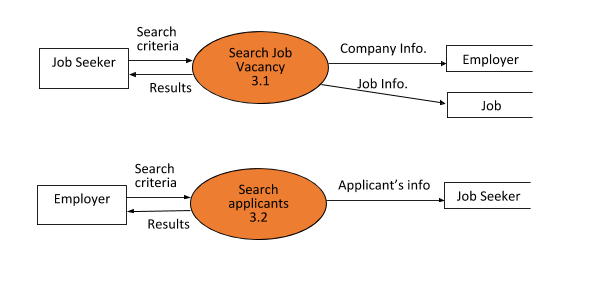 Search
criteria
Job Seeker
Results
Search Job
Vacancy
3.1
Company Info.
Job Info.
Employer
Job
Search
criteria
Employer
Results
Search
applicants
3.2
Applicant's info
Job Seeker